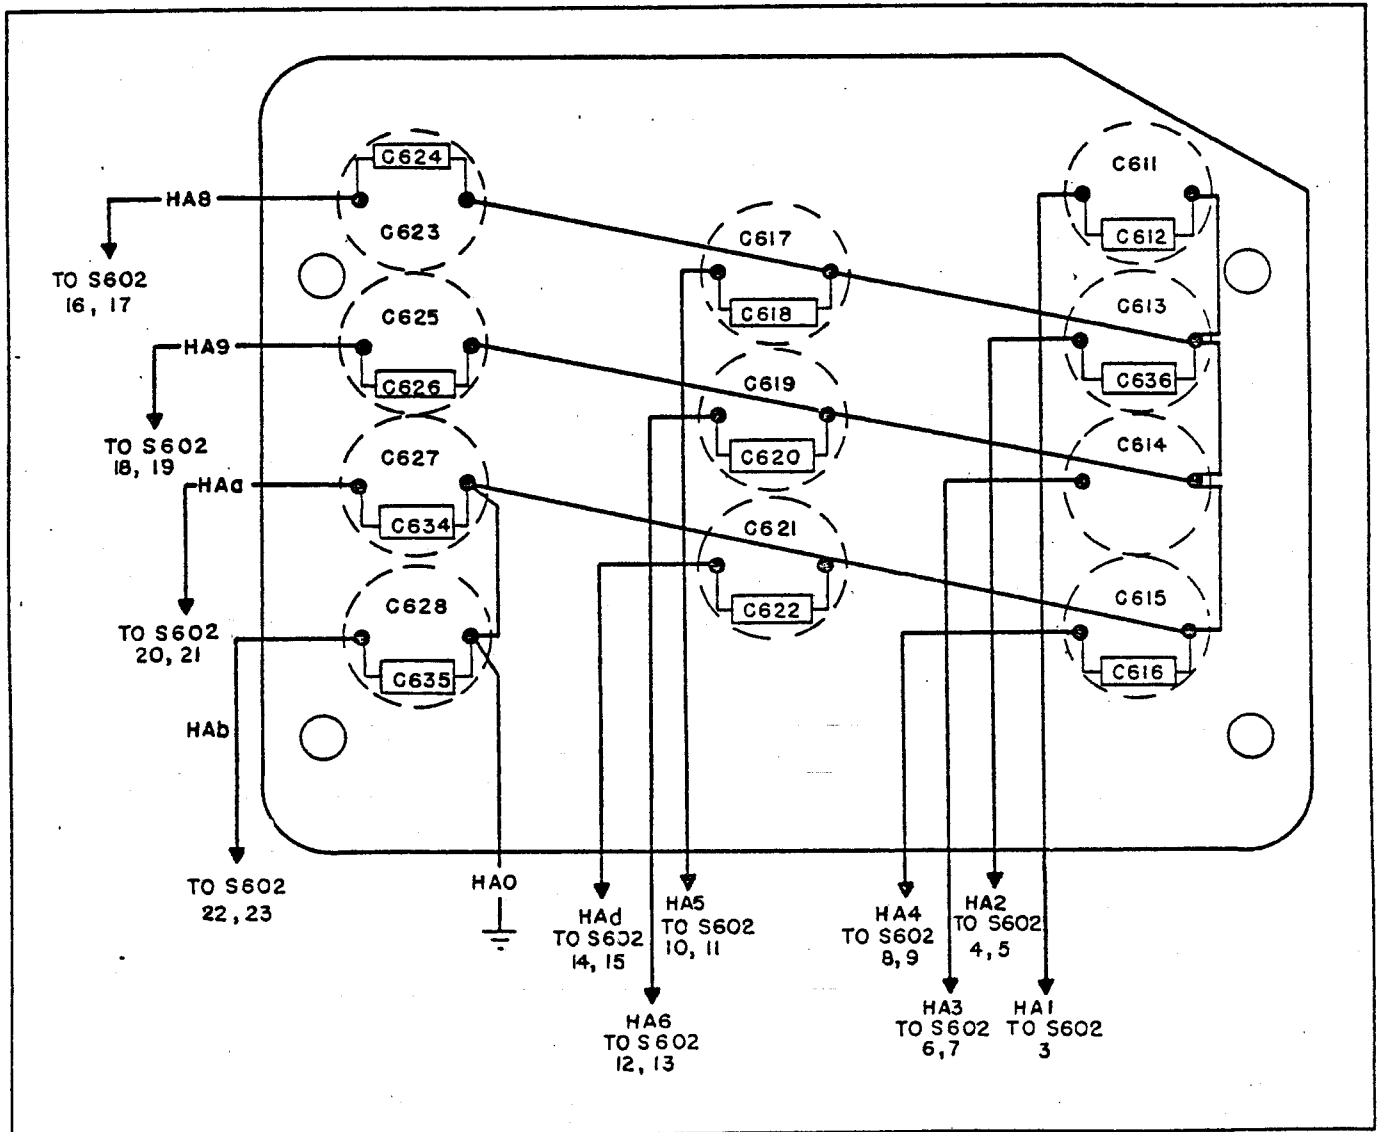 C624
C623
HA8
TO S602
16, 17
C625
C626
HA9
TO S602
18, 19
C627
C634
HAa
TO S602
20, 21
C628
C635
HAb
TO S602
22, 23
HA0
C617
C618
C619
C620
C621
C622
HAd
TO S602
14, 15
HA5
TO S602
10, 11
HA6
TO S602
12, 13
C611
C612
C613
C636
C614
C615
C616
HA4
TO S602
8, 9
HA2
TO S602
4, 5
HA3
TO S602
6, 7
HA1
TO S602
3